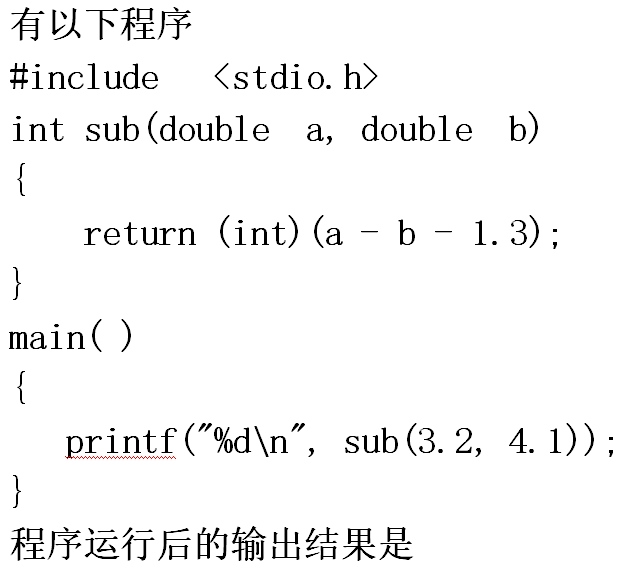 有以下程序
#include <stdio.h>
int sub(double a, double b)
{
return (int)(a - b - 1.3);
}
main( )
{
printf("%d\n", sub(3.2, 4.1));
}
程序运行后的输出结果是